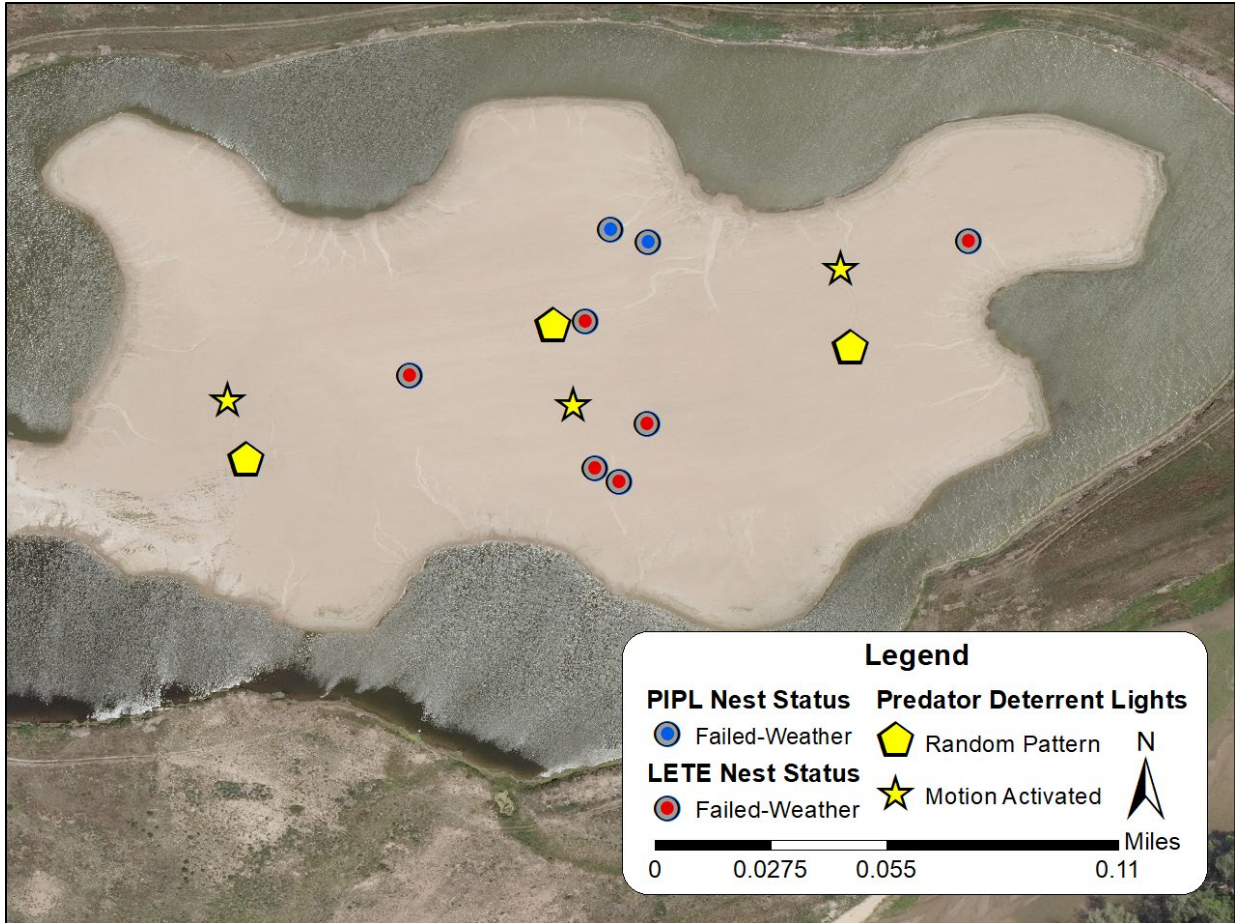 Legend
PIPL Nest Status
Failed-Weather
LETE Nest Status
Failed-Weather
Predator Deterrent Lights
Random Pattern
Motion Activated
N
Miles
0 0.0275 0.055 0.11